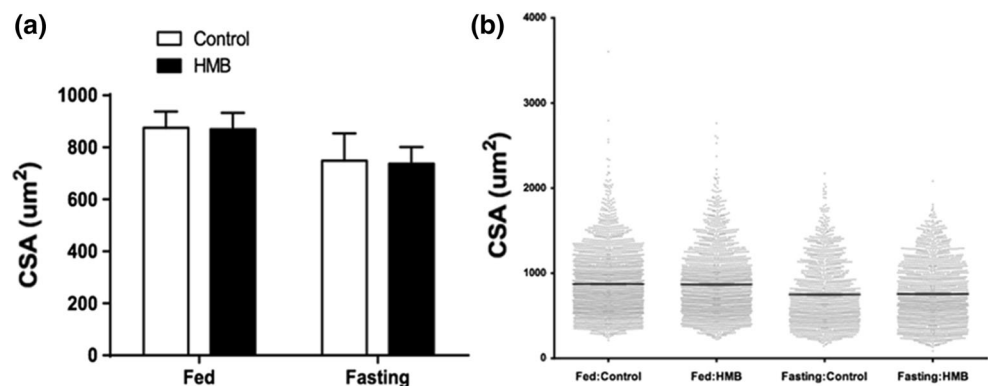 (a)
Control
HMB
CSA (um²)
1000
800
600
400
200
0
Fed
Fasting
(b)
CSA (um²)
4000
3000
2000
1000
0
Fed:Control
Fed:HMB
Fasting:Control
Fasting:HMB